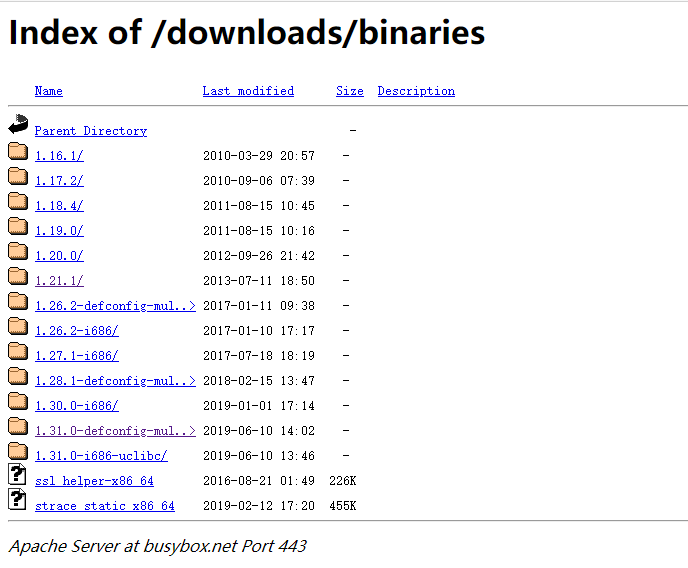 Index of /downloads/binaries
Name Last modified Size Description
Parent Directory -
1.16.1/ 2010-03-29 20:57 -
1.17.2/ 2010-09-06 07:39 -
1.18.4/ 2011-08-15 10:45 -
1.19.0/ 2011-08-15 10:16 -
1.20.0/ 2012-09-26 21:42 -
1.21.1/ 2013-07-11 18:50 -
1.26.2-defconfig-mul..> 2017-01-11 09:38 -
1.26.2-i686/ 2017-01-10 17:17 -
1.27.1-i686/ 2017-07-18 18:19 -
1.28.1-defconfig-mul..> 2018-02-15 13:47 -
1.30.0-i686/ 2019-01-01 17:14 -
1.31.0-defconfig-mul..> 2019-06-10 14:02 -
1.31.0-i686-uclibc/ 2019-06-10 13:46 -
ssl_helper-x86_64 2016-08-21 01:49 226K
strace_static_x86_64 2019-02-12 17:20 455K
Apache Server at busybox.net Port 443